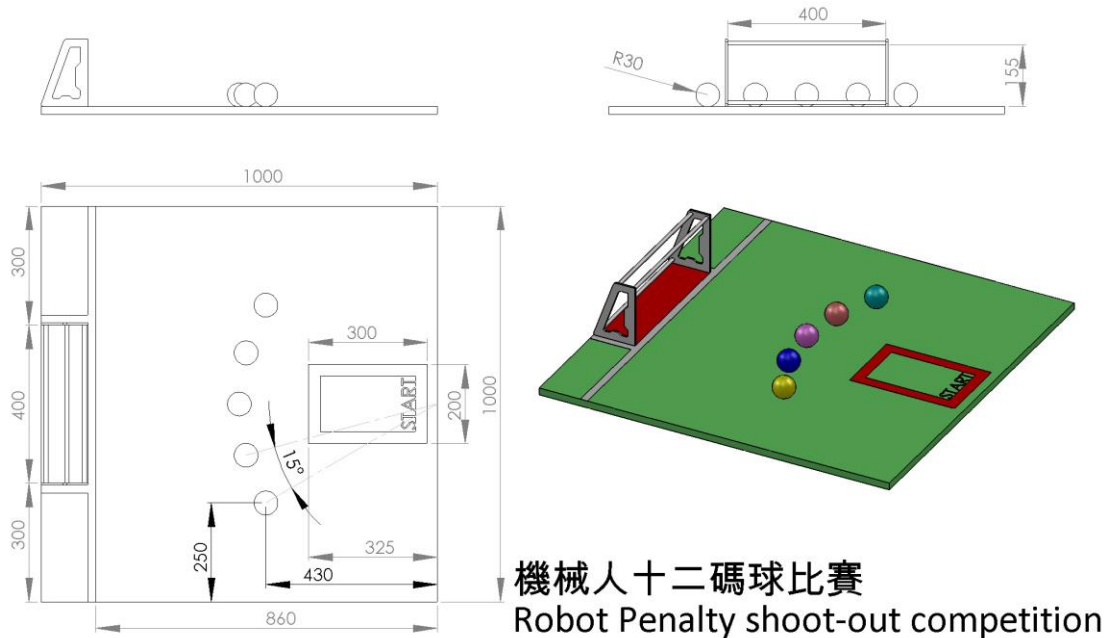 400
R30
155
1000
300
300
START
200
1000
400
15°
300
250
325
430
860
START
機械人十二碼球比賽
Robot Penalty shoot-out competition